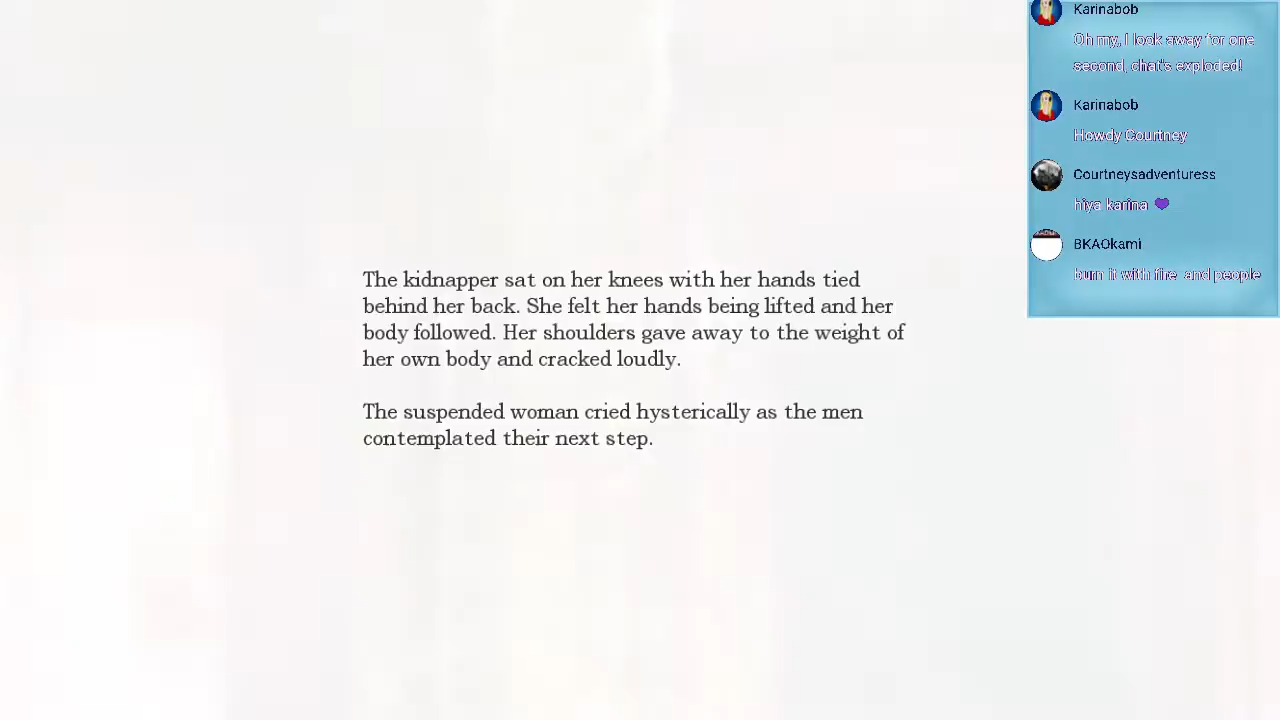 Karinabob
Oh my, I look away for one
second, chat's exploded!
Karinabob
Howdy Courtney
Courtneysadventuress
hiya karina 💜
BKAOkami
burn it with fire and people
The kidnapper sat on her knees with her hands tied
behind her back. She felt her hands being lifted and her
body followed. Her shoulders gave away to the weight of
her own body and cracked loudly.
The suspended woman cried hysterically as the men
contemplated their next step.